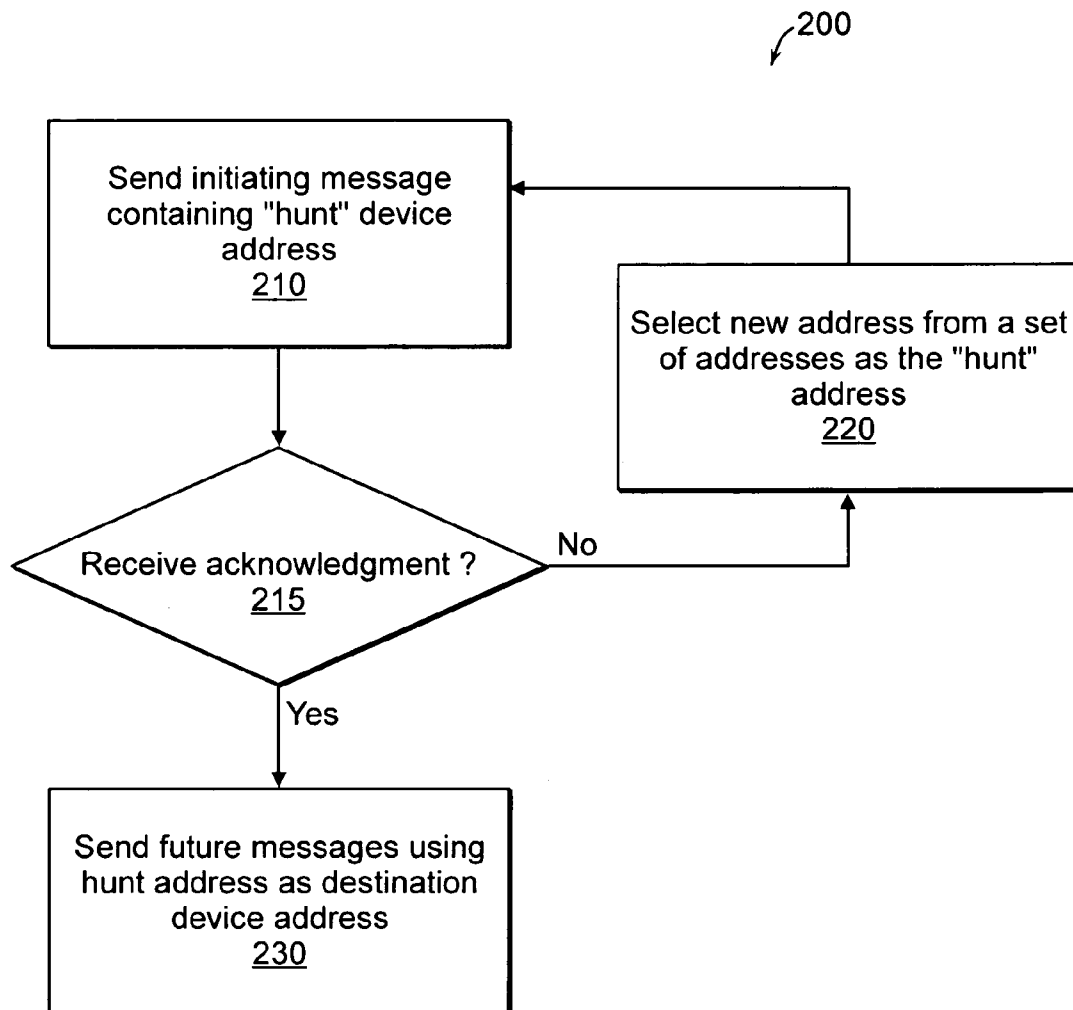 200
Send initiating message
containing "hunt" device
address
210
Select new address from a set
of addresses as the "hunt"
address
220
Receive acknowledgment ?
215
No
Yes
Send future messages using
hunt address as destination
device address
230